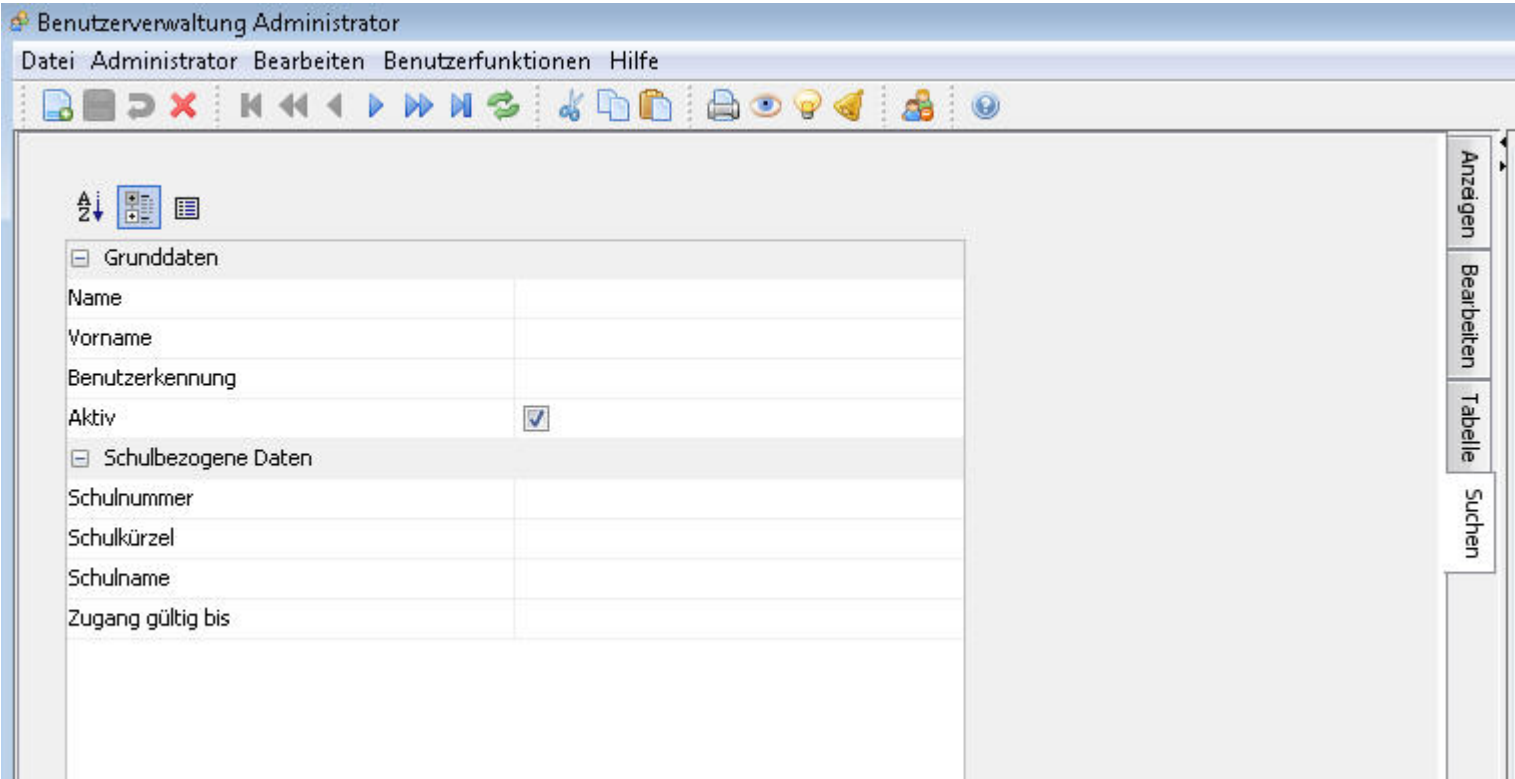 Benutzerverwaltung Administrator
Datei Administrator Bearbeiten Benutzerfunktionen Hilfe
Grunddaten
Name
Vorname
Benutzerkennung
Aktiv
Schulbezogene Daten
Schulnummer
Schulkürzel
Schulname
Zugang gültig bis
Anzeigen
Bearbeiten
Tabelle
Suchen